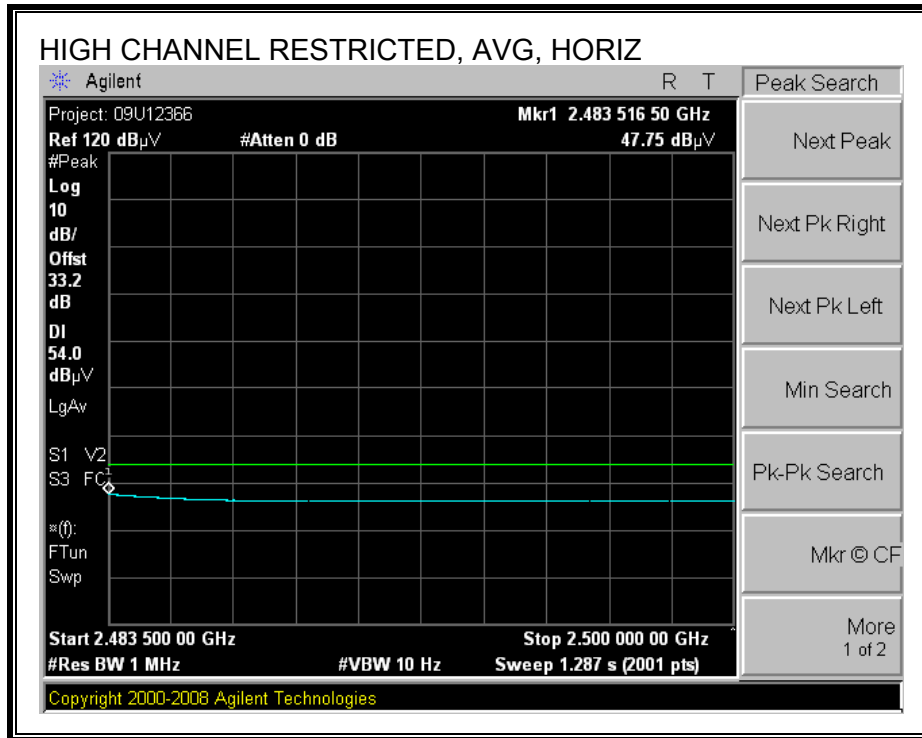 HIGH CHANNEL RESTRICTED, AVG, HORIZ
Agilent R T Peak Search
Project: 09U12366 Mkr1 2.483 516 50 GHz
Ref 120 dBµV #Atten 0 dB 47.75 dBµV
#Peak
Log
10
dB/
Offst
33.2
dB
DI
54.0
dBµV
LgAv
S1 V2
S3 FC
1
¤(f):
FTun
Swp
Start 2.483 500 00 GHz Stop 2.500 000 00 GHz
#Res BW 1 MHz #VBW 10 Hz Sweep 1.287 s (2001 pts)
Next Peak
Next Pk Right
Next Pk Left
Min Search
Pk-Pk Search
Mkr © CF
More
1 of 2
Copyright 2000-2008 Agilent Technologies